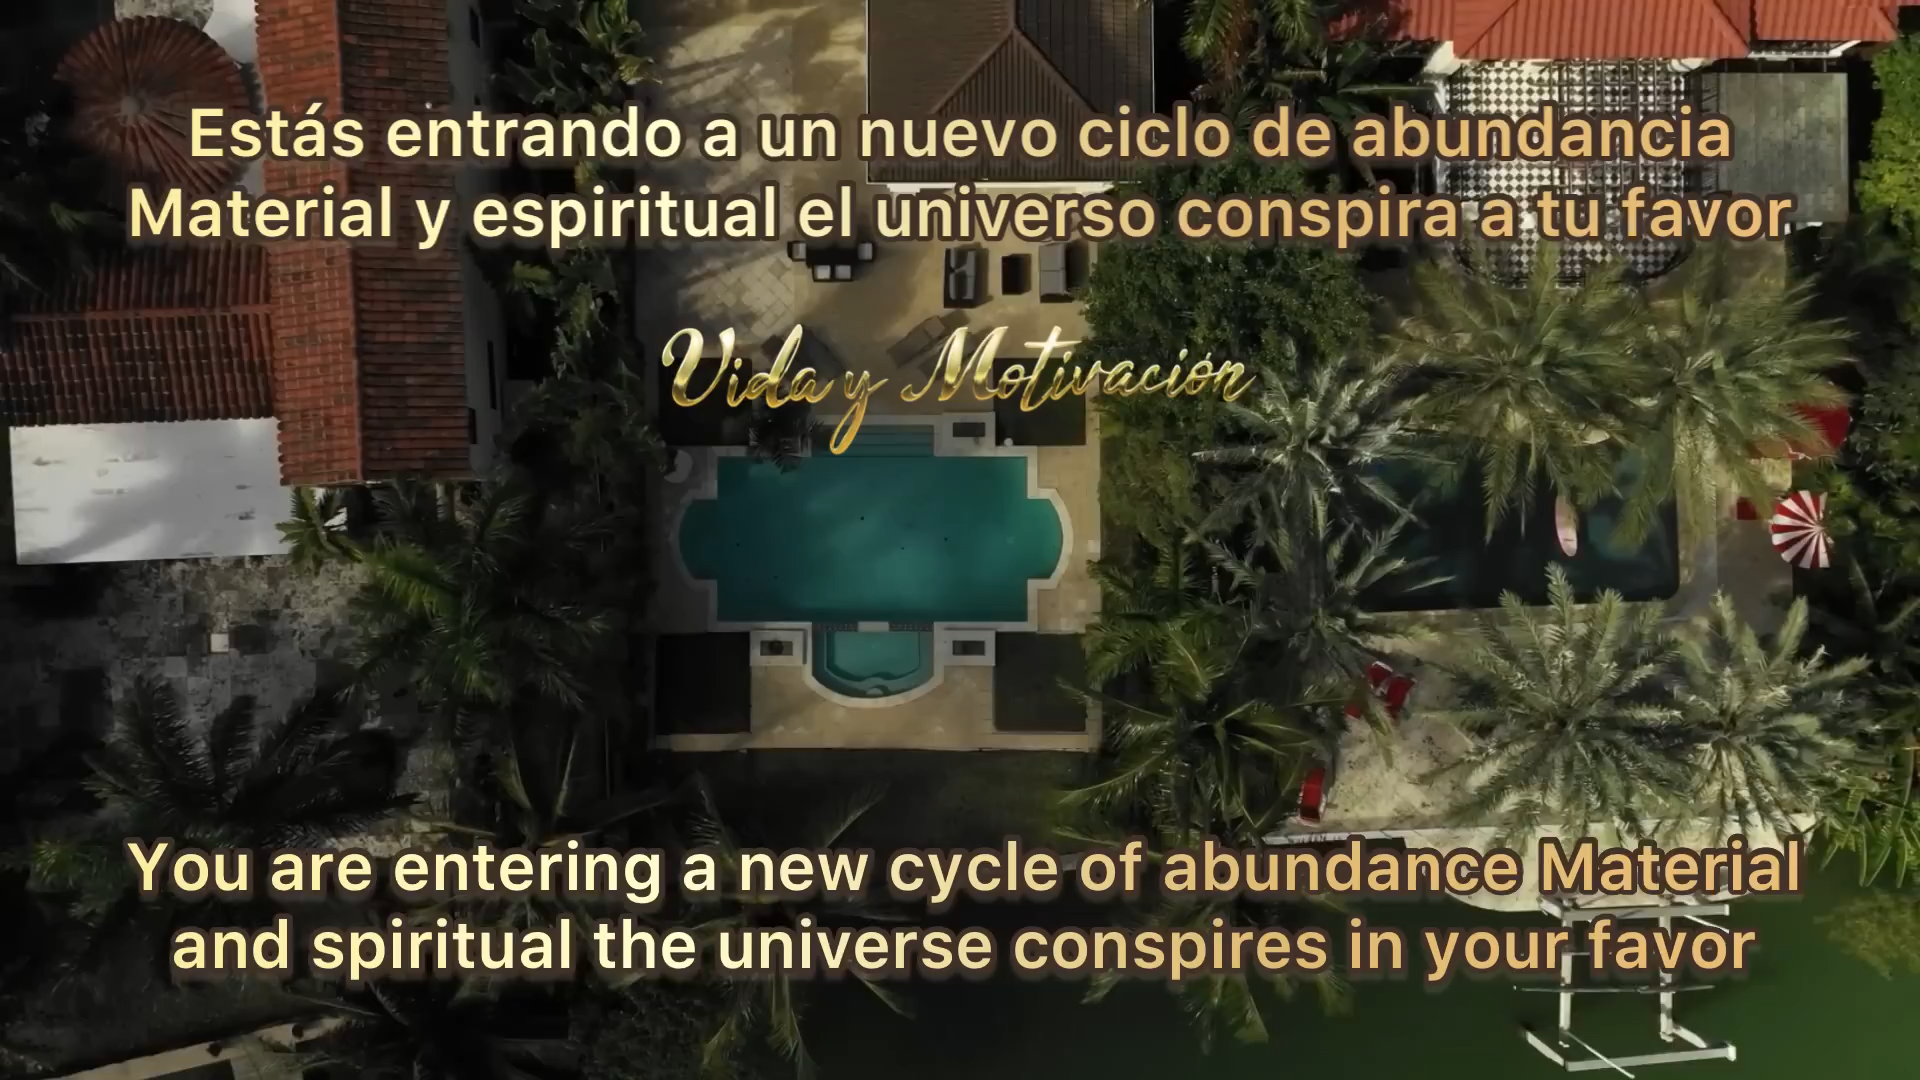 Estás entrando a un nuevo ciclo de abundancia
Material y espiritual el universo conspira a tu favor
Vida y Motivación
You are entering a new cycle of abundance Material
and spiritual the universe conspires in your favor